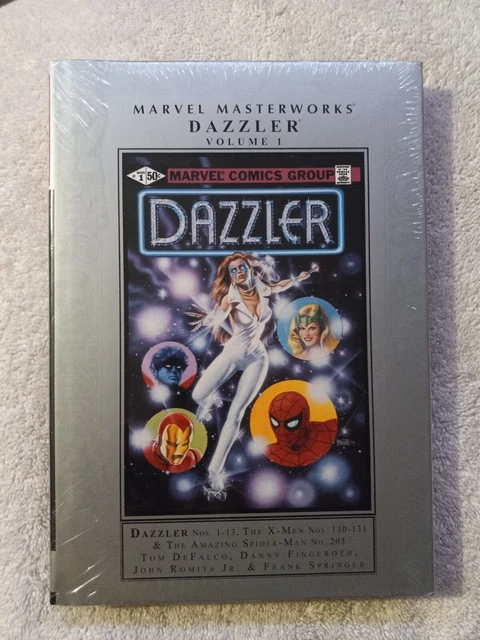 MARVEL MASTERWORKS®
DAZZLER®
VOLUME 1
1 50¢ MARVEL COMICS GROUP
DAZZLER
DAZZLER NOS. 1-13, THE X-MEN NOS. 130-131
& THE AMAZING SPIDER-MAN NO. 203
TOM DEFALCO, DANNY FINGEROTH,
JOHN ROMITA JR. & FRANK SPRINGER